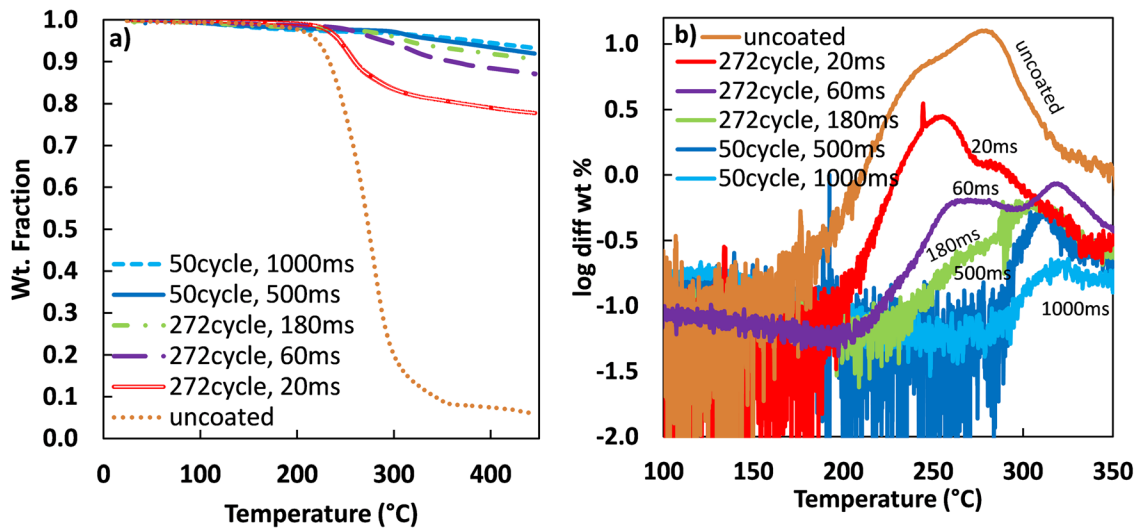 a)
1.0
0.9
0.8
0.7
0.6
0.5
0.4
0.3
0.2
0.1
0.0
Wt. Fraction
50cycle, 1000ms
50cycle, 500ms
272cycle, 180ms
272cycle, 60ms
272cycle, 20ms
uncoated
0
100
200
300
400
Temperature (°C)
b)
1.0
0.5
0.0
-0.5
-1.0
-1.5
-2.0
log diff wt %
uncoated
272cycle, 20ms
272cycle, 60ms
272cycle, 180ms
50cycle, 500ms
50cycle, 1000ms
uncoated
20ms
60ms
180ms
500ms
1000ms
100
150
200
250
300
350
Temperature (°C)